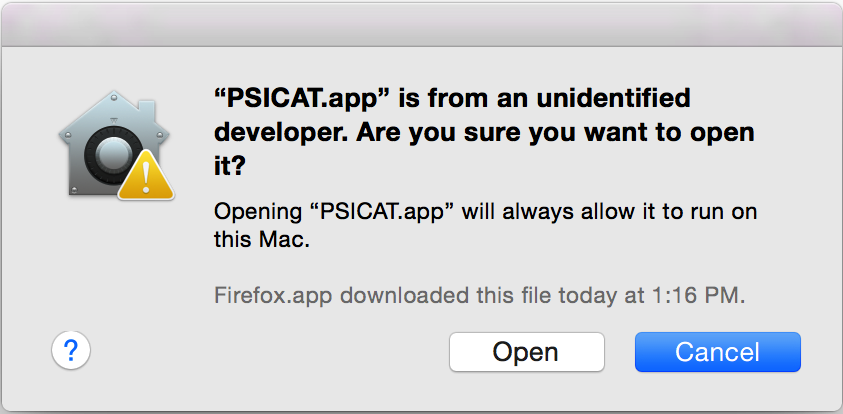 “PSICAT.app” is from an unidentified
developer. Are you sure you want to open
it?
Opening “PSICAT.app” will always allow it to run on
this Mac.
Firefox.app downloaded this file today at 1:16 PM.
?
Open
Cancel